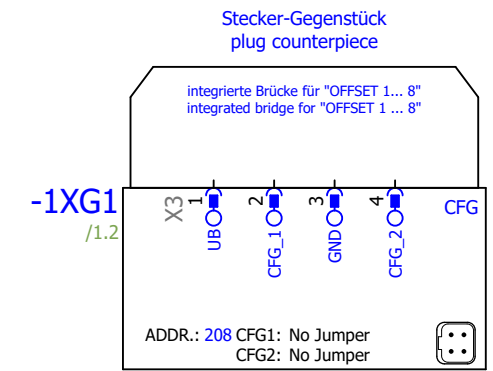 Stecker-Gegenstück
plug counterpiece
integrierte Brücke für "OFFSET 1... 8"
integrated bridge for "OFFSET 1 ... 8"
-1XG1
/1.2
X3
1
2
3
4
UB
CFG_1
GND
CFG_2
CFG
ADDR.: 208 CFG1: No Jumper
CFG2: No Jumper